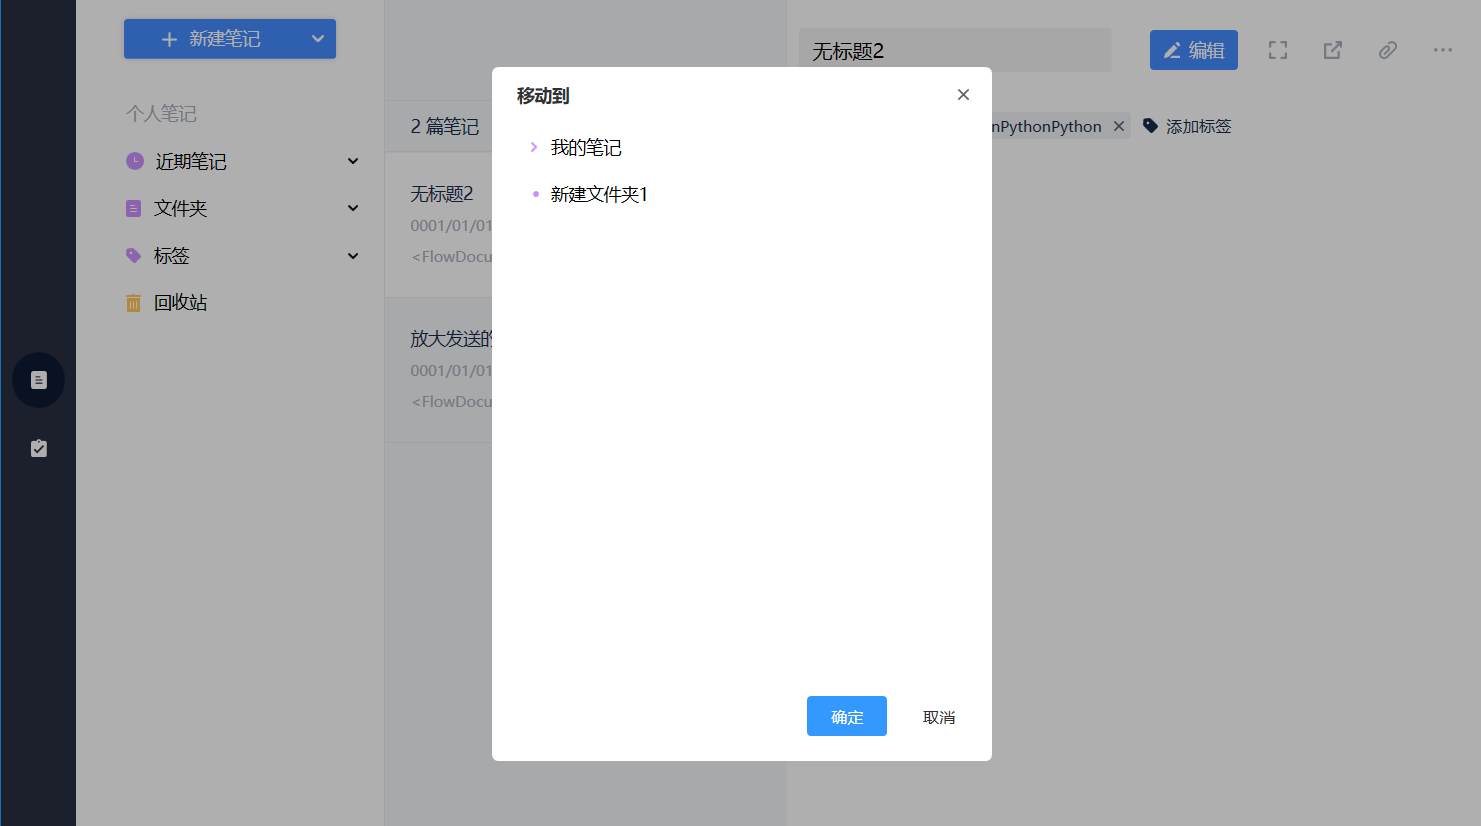 新建笔记
个人笔记
近期笔记
文件夹
标签
回收站
2 篇笔记
无标题2
0001/01/01
<FlowDocu
放大发送的
0001/01/01
<FlowDocu
无标题2
编辑
nPythonPython
添加标签
移动到
我的笔记
新建文件夹1
确定
取消